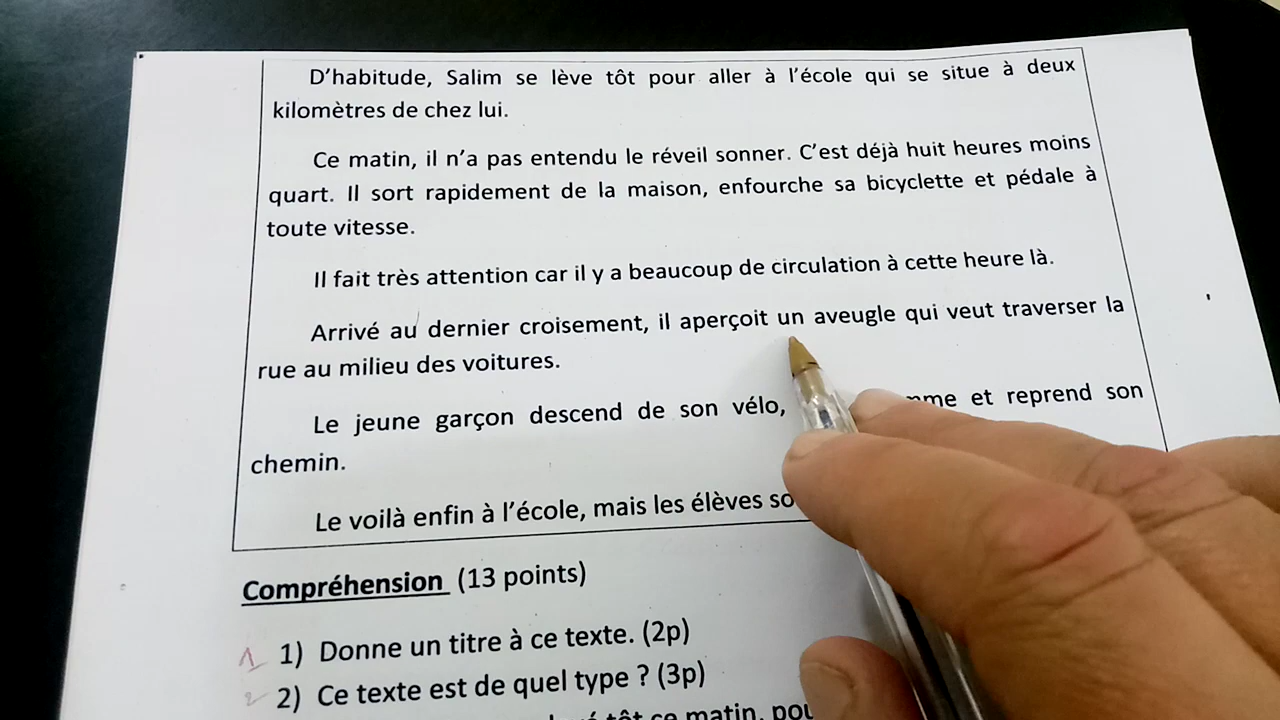 D'habitude, Salim se lève tôt pour aller à l'école qui se situe à deux
kilomètres de chez lui.
Ce matin, il n'a pas entendu le réveil sonner. C'est déjà huit heures moins
quart. Il sort rapidement de la maison, enfourche sa bicyclette et pédale à
toute vitesse.
Il fait très attention car il y a beaucoup de circulation à cette heure là.
Arrivé au dernier croisement, il aperçoit un aveugle qui veut traverser la
rue au milieu des voitures.
Le jeune garçon descend de son vélo, et reprend son
chemin.
Le voilà enfin à l'école, mais les élèves
Compréhension (13 points)
1 1) Donne un titre à ce texte. (2p)
2 2) Ce texte est de quel type ? (3p)
tôt ce matin,